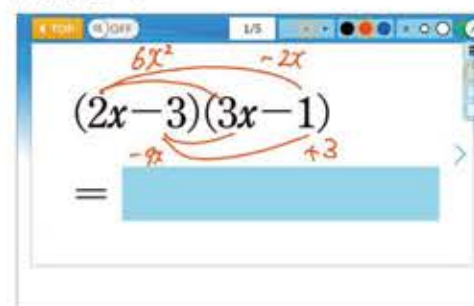 TOP OFF 1/5
6x² -2x
(2x-3)(3x-1)
-9x +3
=